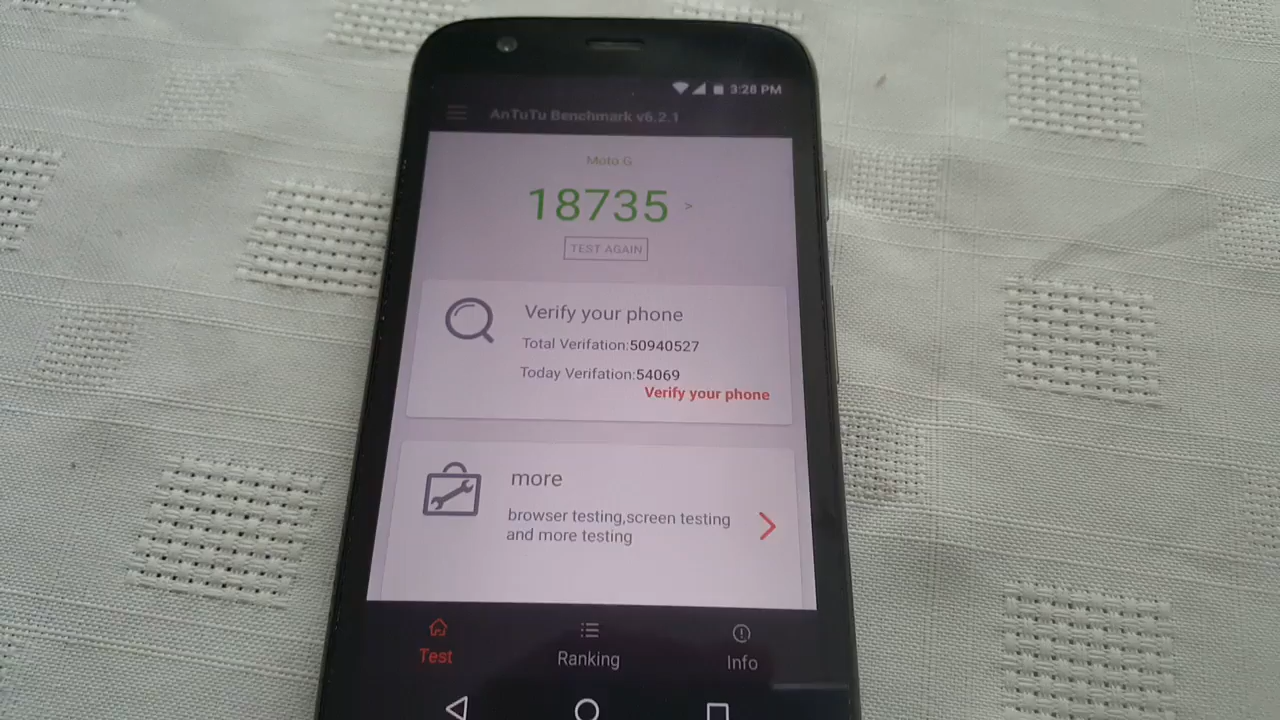 3:28 PM
AnTuTu Benchmark v6.2.1
Moto G
18735 >
TEST AGAIN
Verify your phone
Total Verifation:50940527
Today Verifation:54069
Verify your phone
more
browser testing,screen testing
and more testing
Test
Ranking
Info